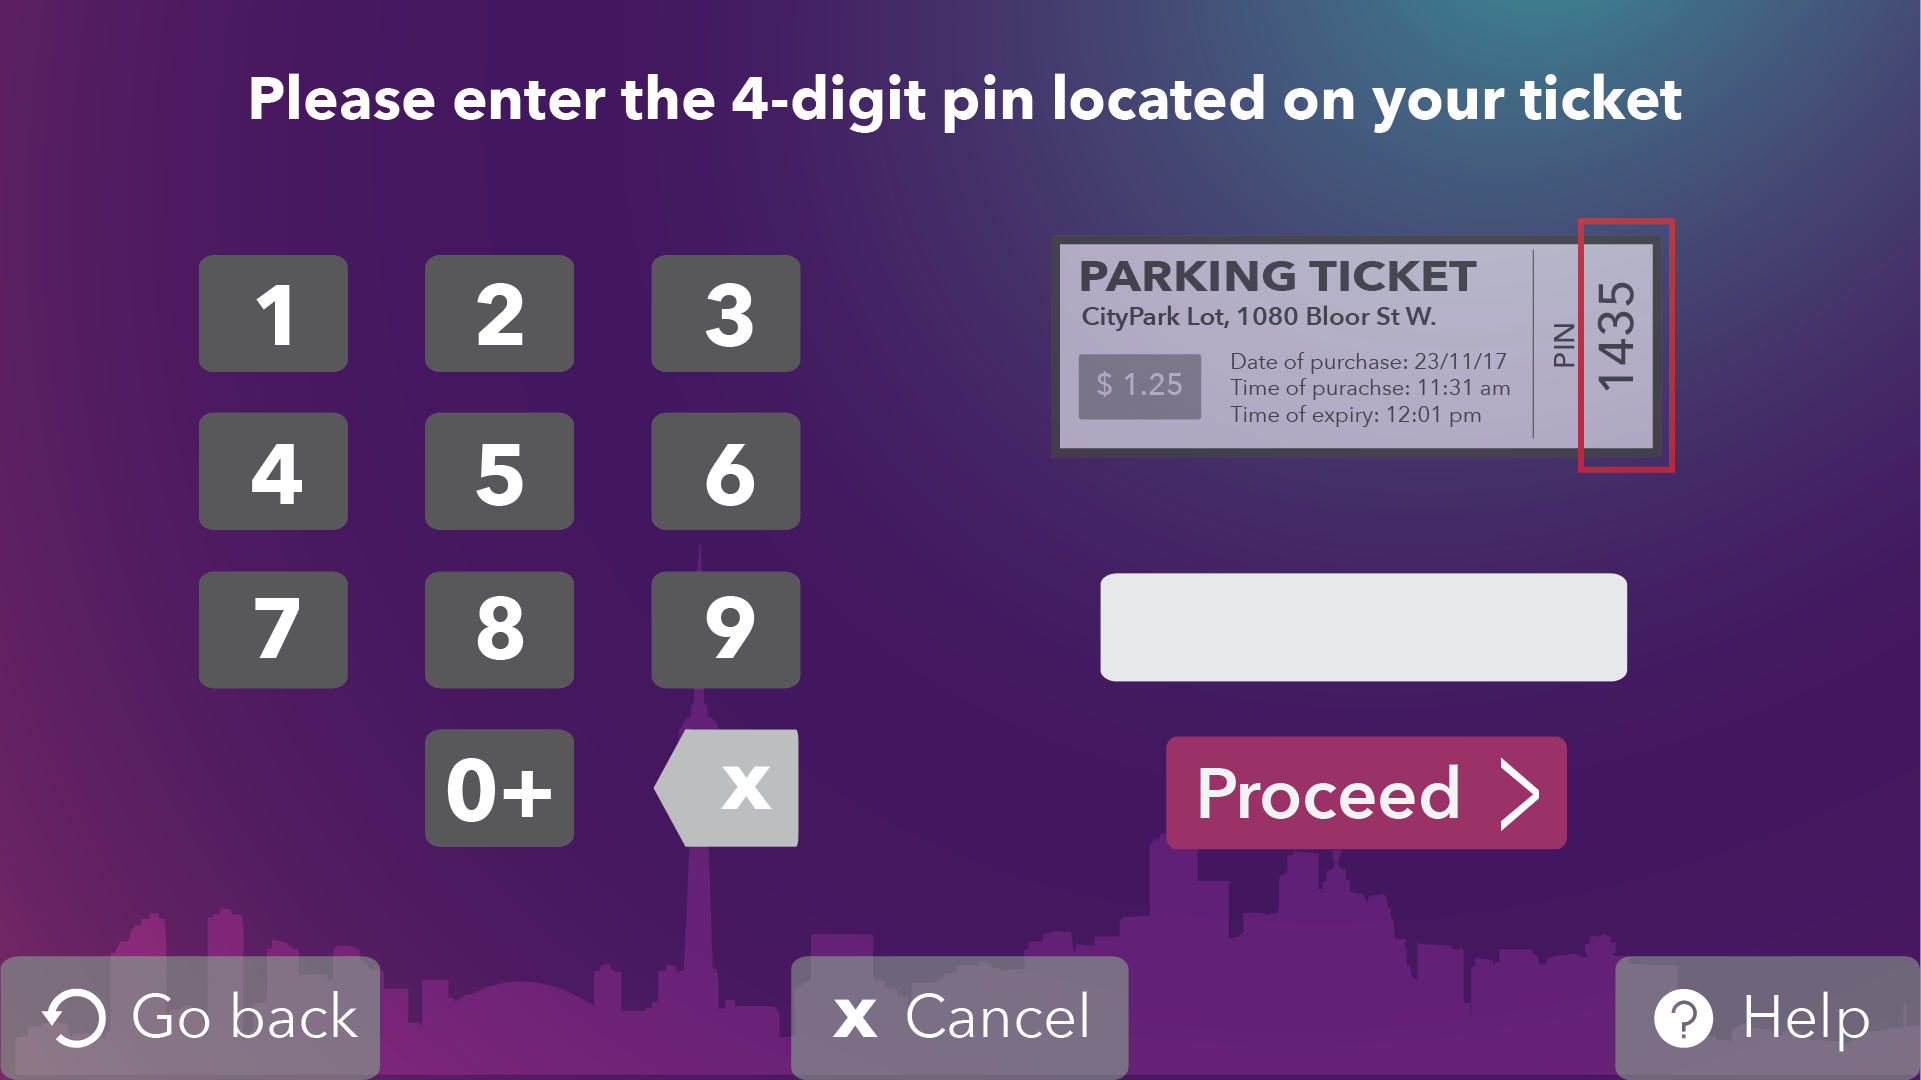 Please enter the 4-digit pin located on your ticket
1 2 3
4 5 6
7 8 9
0+ x
PARKING TICKET
CityPark Lot, 1080 Bloor St W.
$ 1.25
Date of purchase: 23/11/17
Time of purachse: 11:31 am
Time of expiry: 12:01 pm
PIN
1435
Proceed >
Go back
x Cancel
? Help